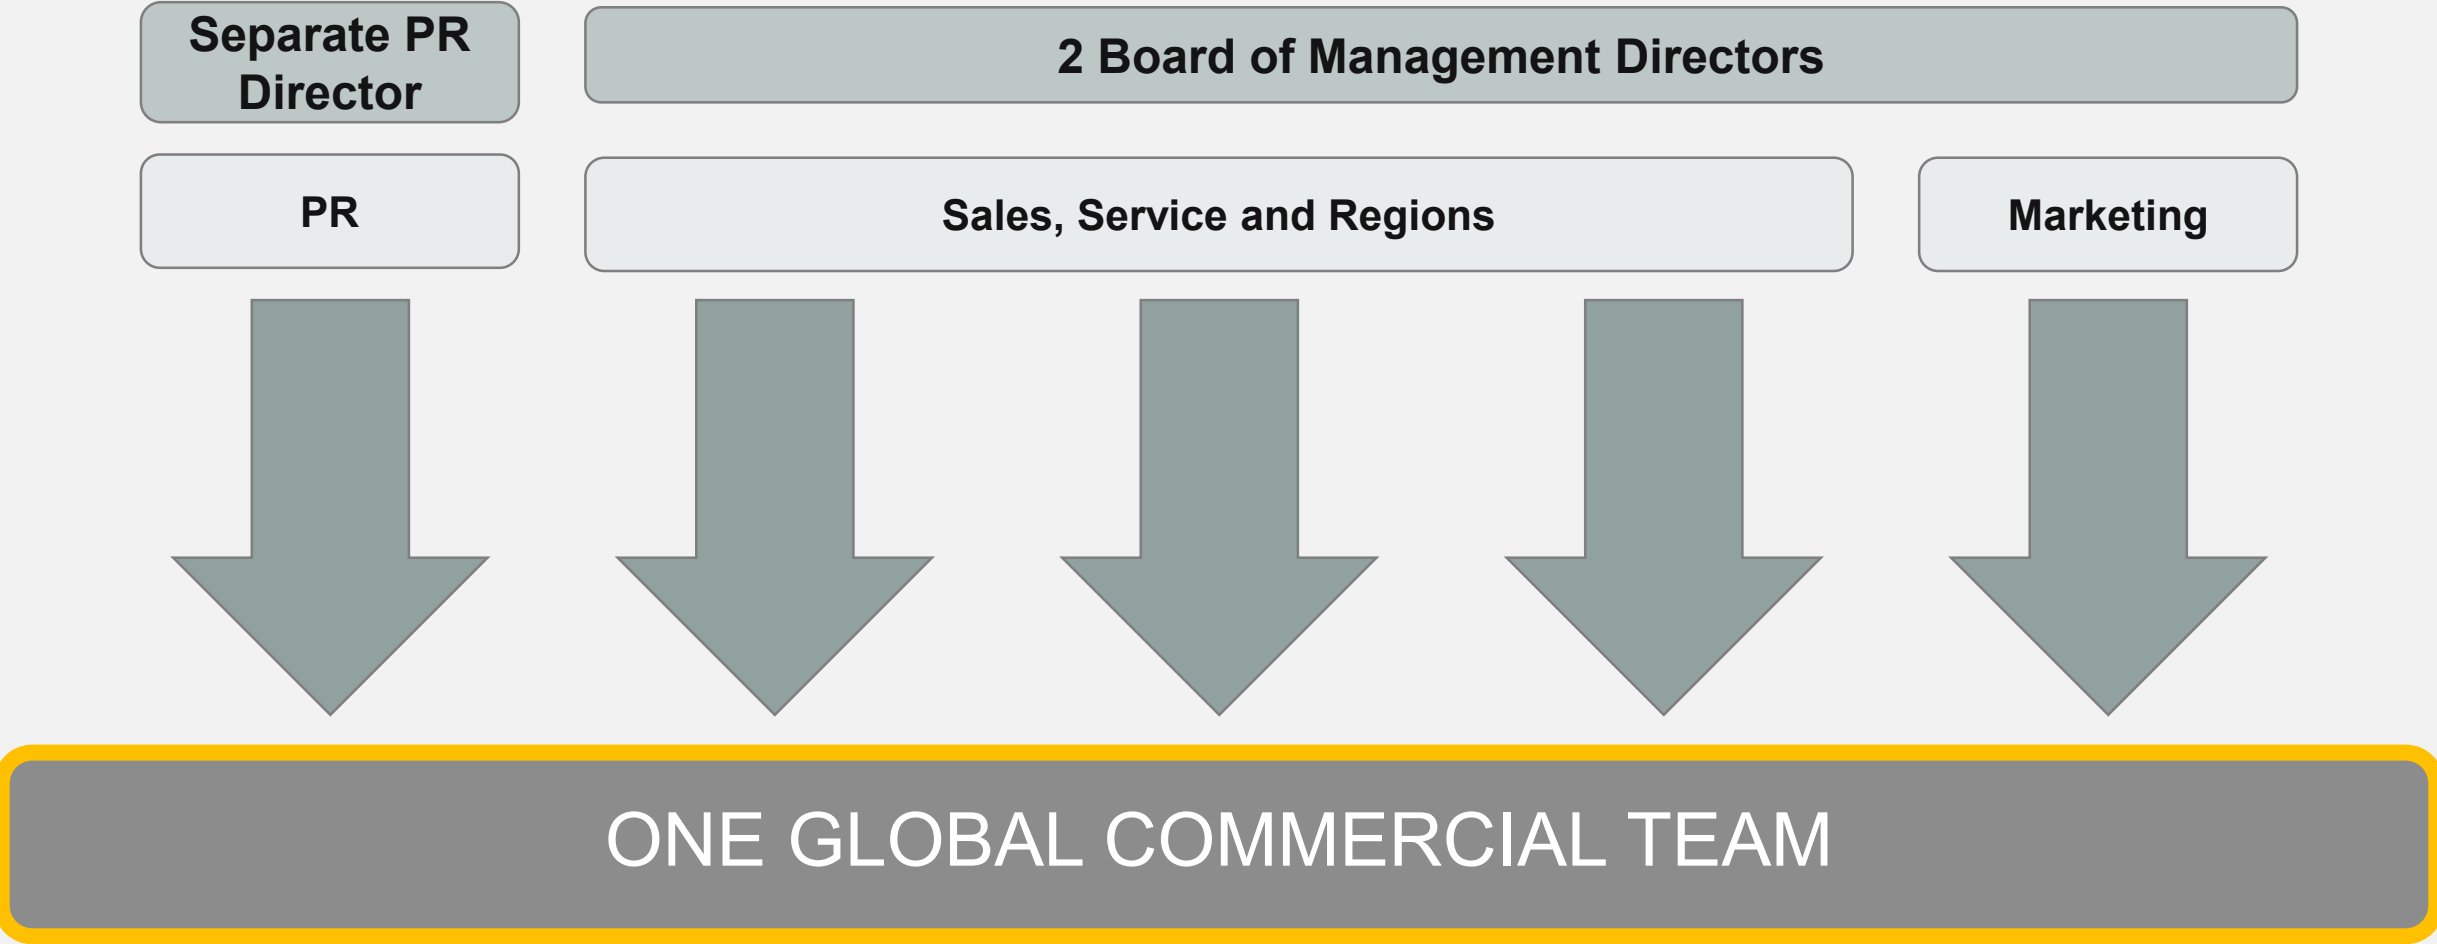 Separate PR
Director
2 Board of Management Directors
PR
Sales, Service and Regions
Marketing
ONE GLOBAL COMMERCIAL TEAM